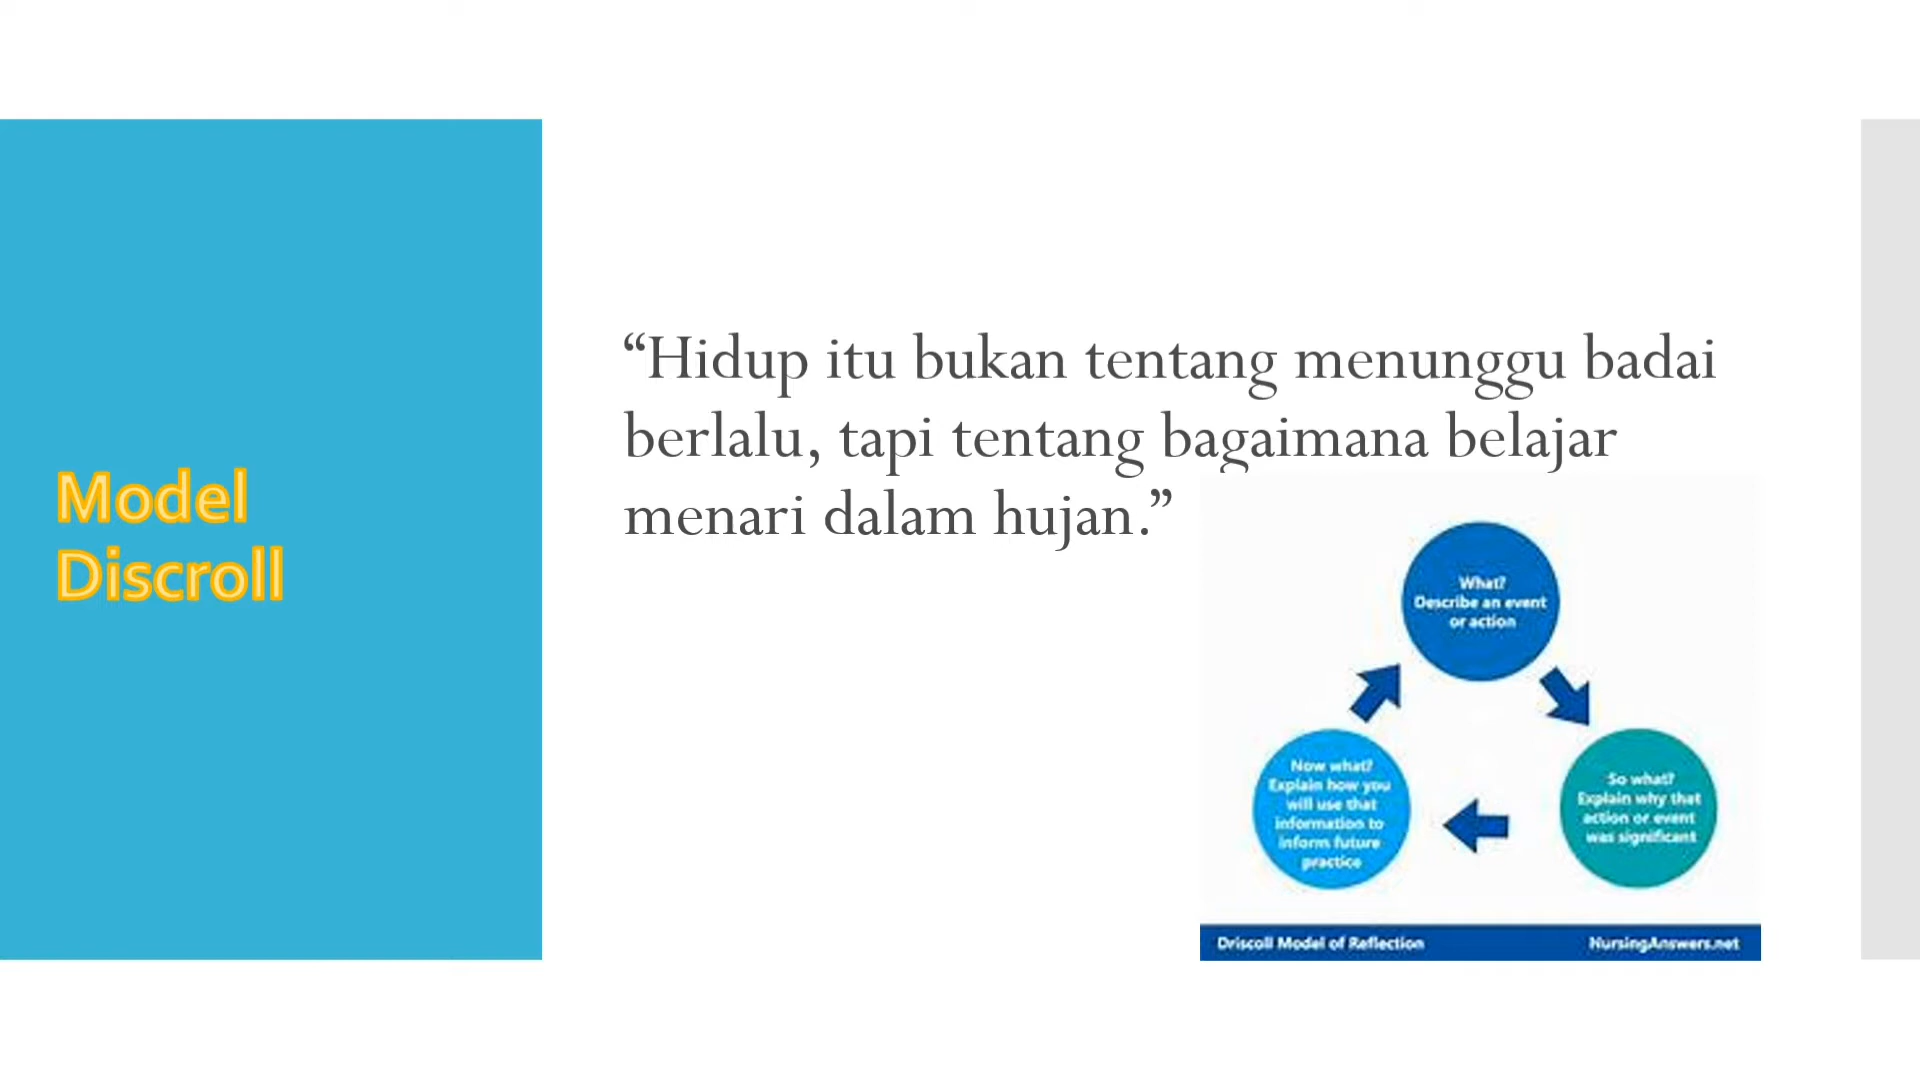 Model
Discroll
“Hidup itu bukan tentang menunggu badai
berlalu, tapi tentang bagaimana belajar
menari dalam hujan.”
What?
Describe an event
or action
So what?
Explain why that
action or event
was significant
Now what?
Explain how you
will use that
information to
inform future
practice
Driscoll Model of Reflection
NursingAnswers.net